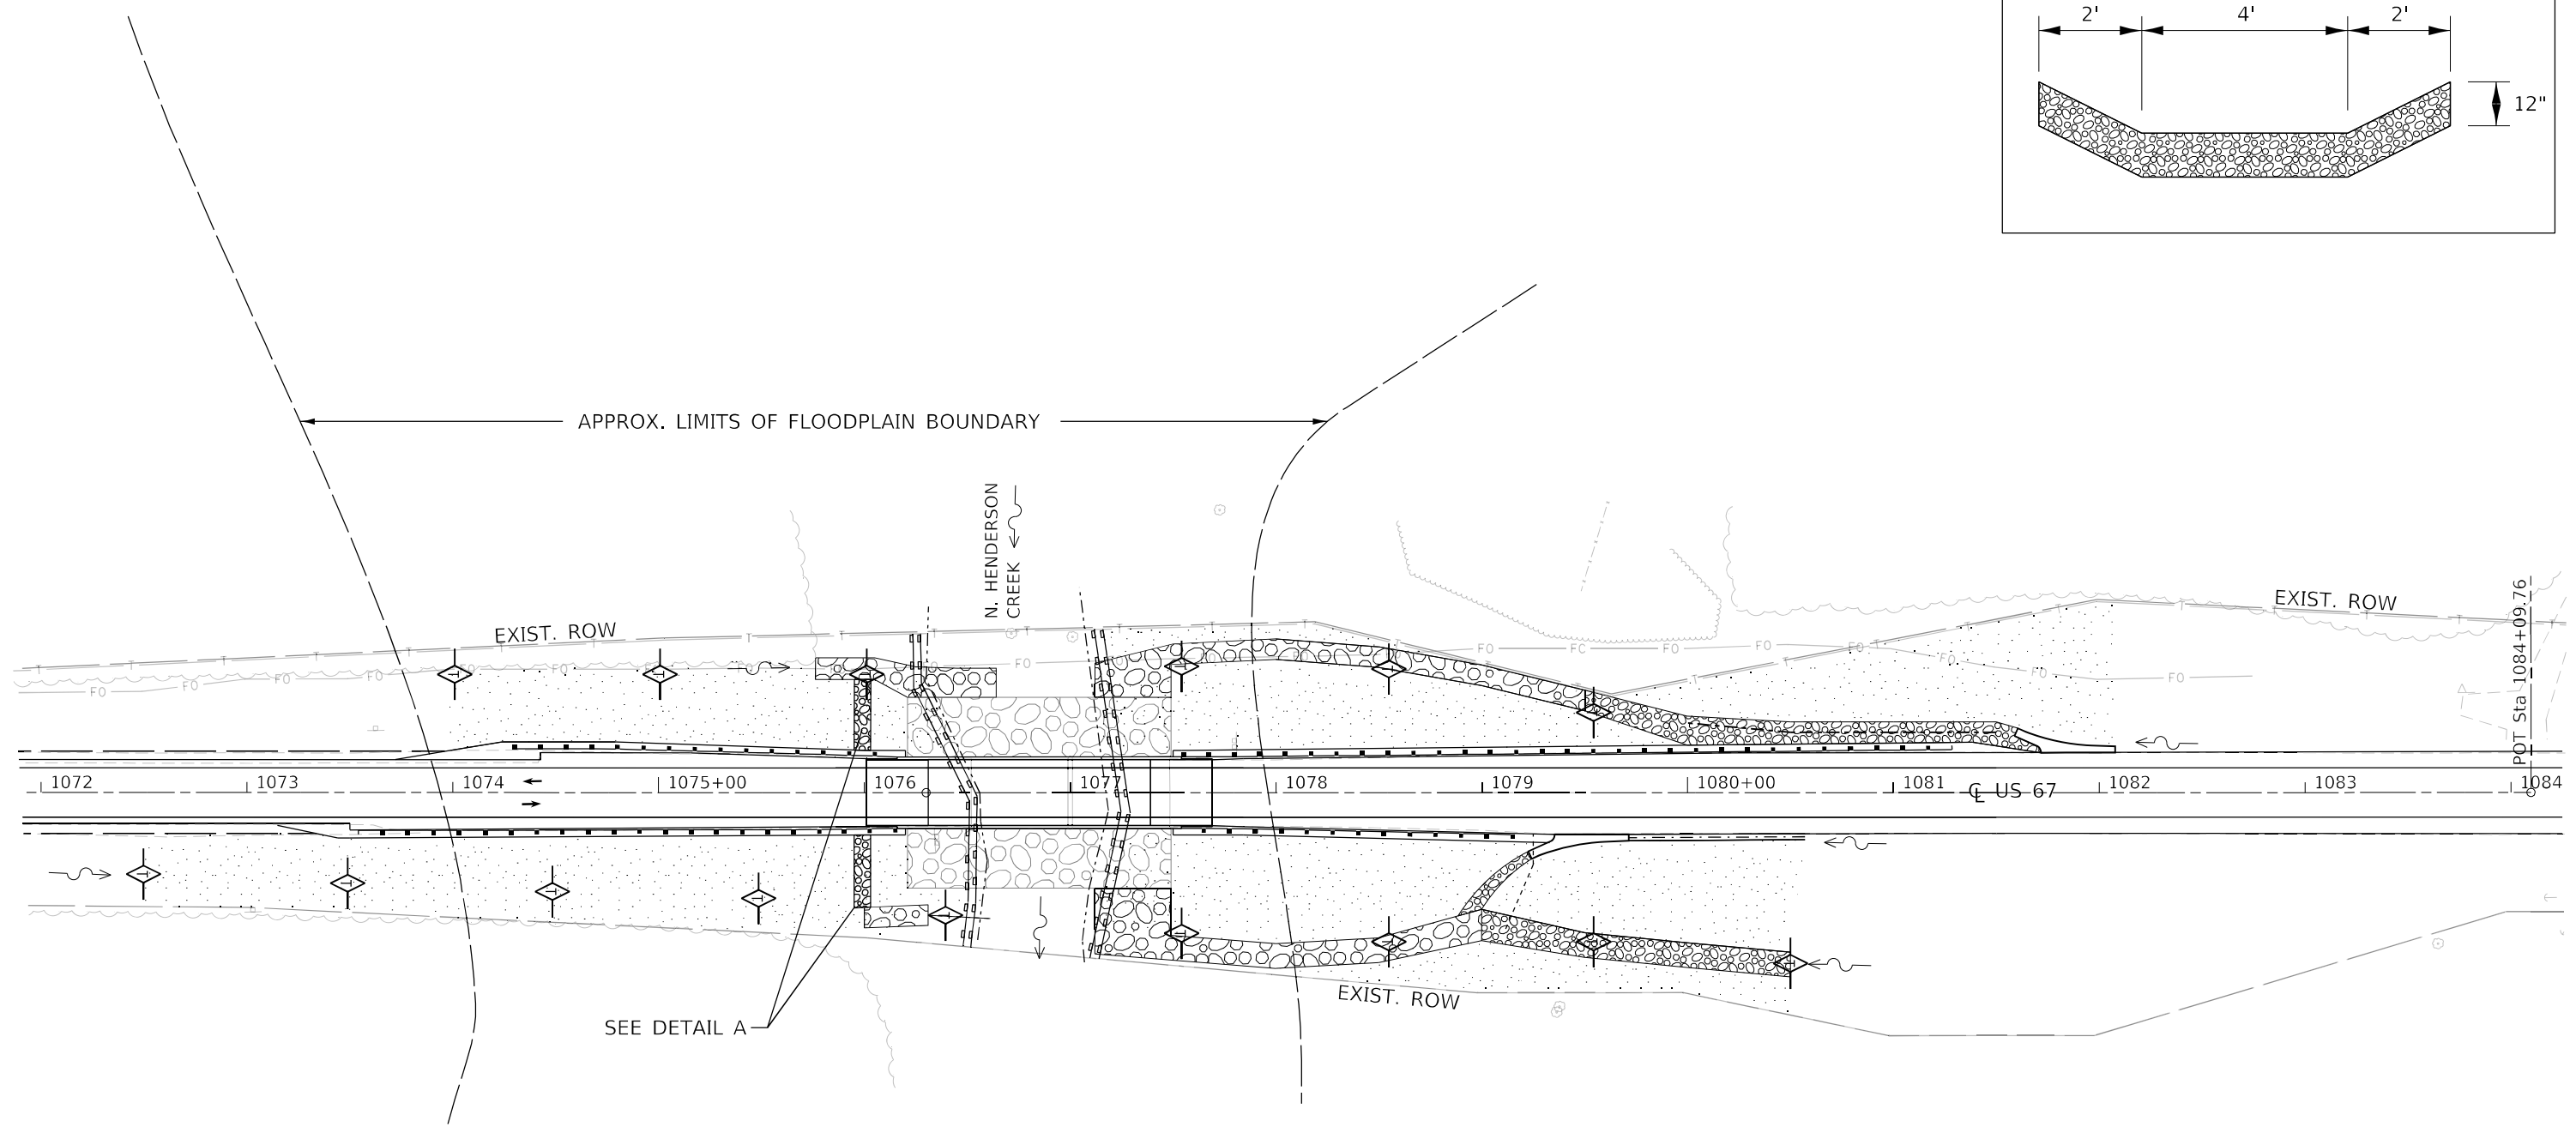 2' 4' 2'
12"
APPROX. LIMITS OF FLOODPLAIN BOUNDARY
N. HENDERSON
CREEK
EXIST. ROW
EXIST. ROW
POT Sta 1084+09.76
1072 1073 1074 1075+00 1076 1077 1078 1079 1080+00 1081 ℄ US 67 1082 1083 1084
EXIST. ROW
SEE DETAIL A